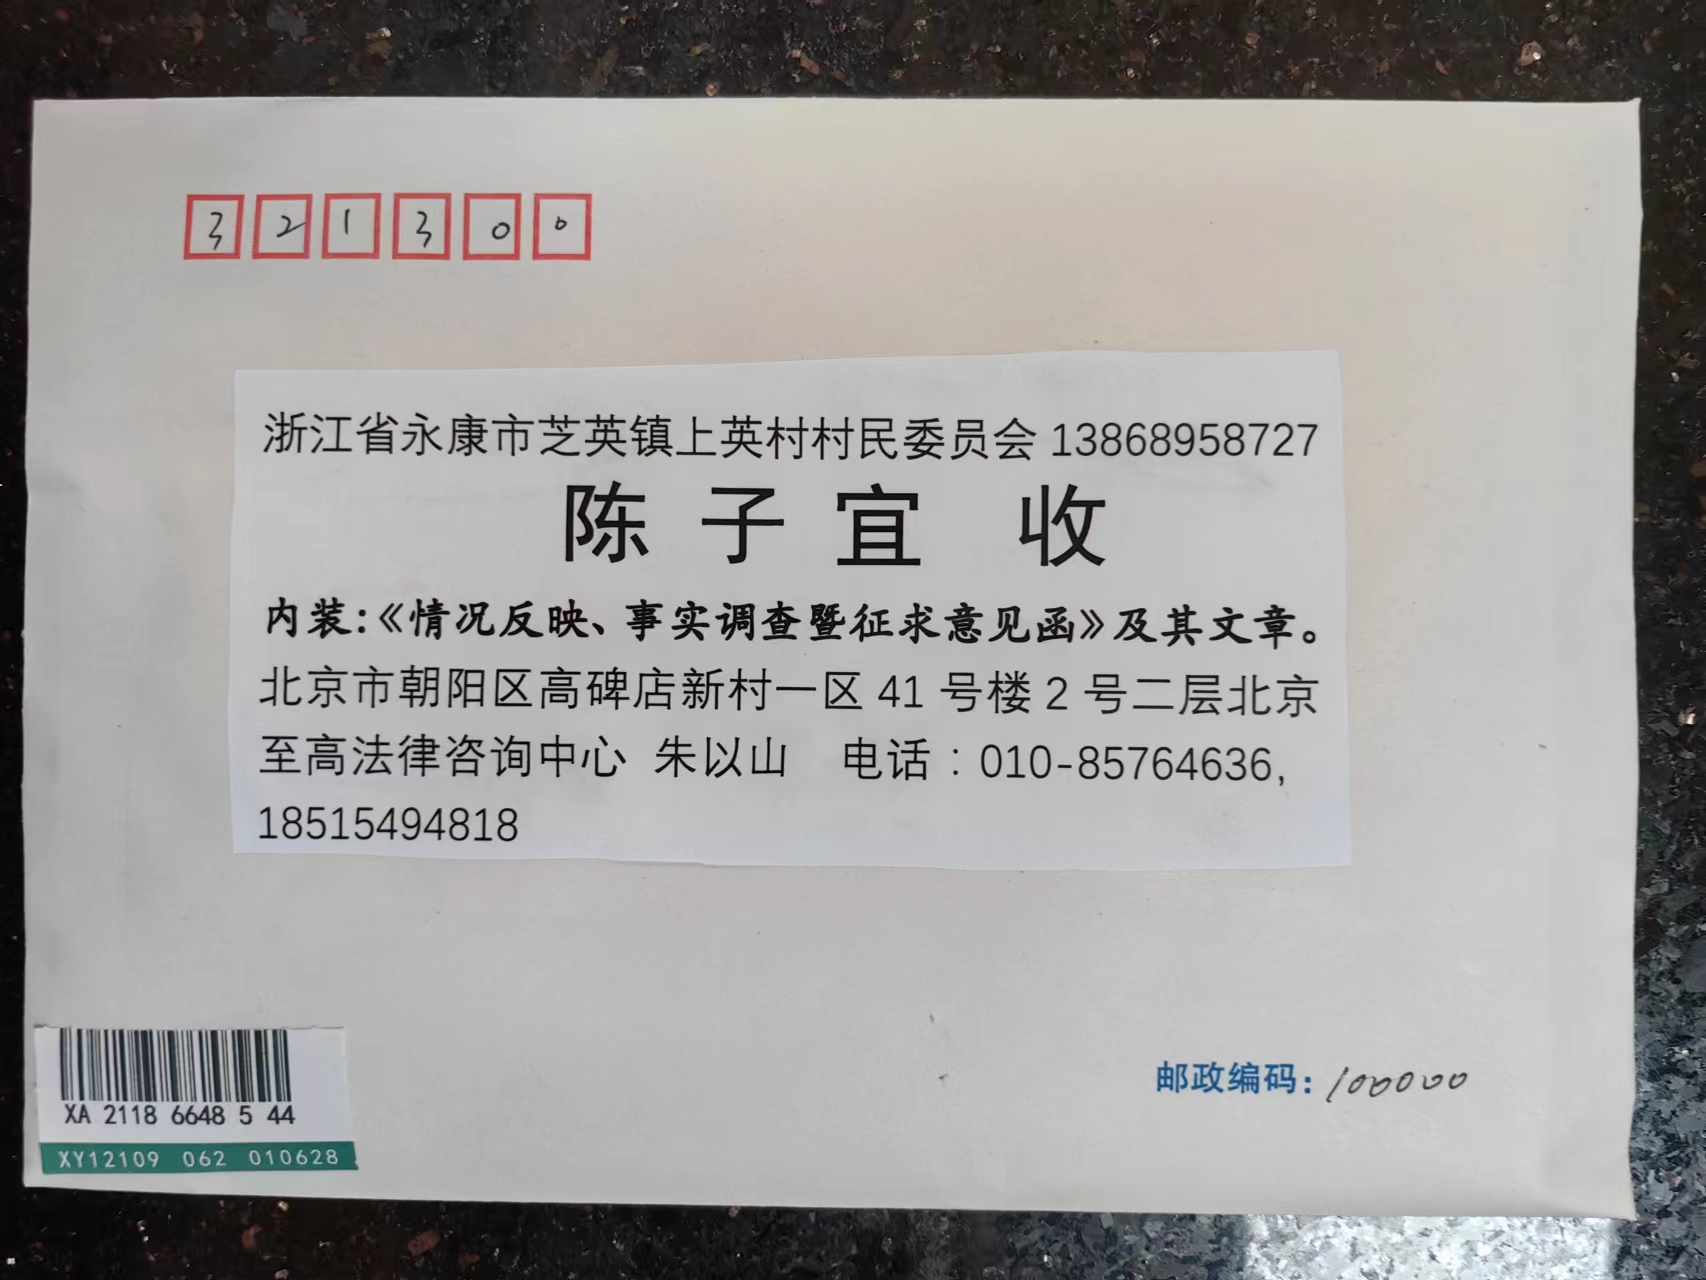 321300
浙江省永康市芝英镇上英村村民委员会 13868958727
陈 子 宜 收
内装：《情况反映、事实调查暨征求意见函》及其文章。
北京市朝阳区高碑店新村一区 41 号楼 2 号二层北京
至高法律咨询中心 朱以山 电话：010-85764636,
18515494818
邮政编码：100000
XA 2118 6648 5 44
XY12109 062 010628